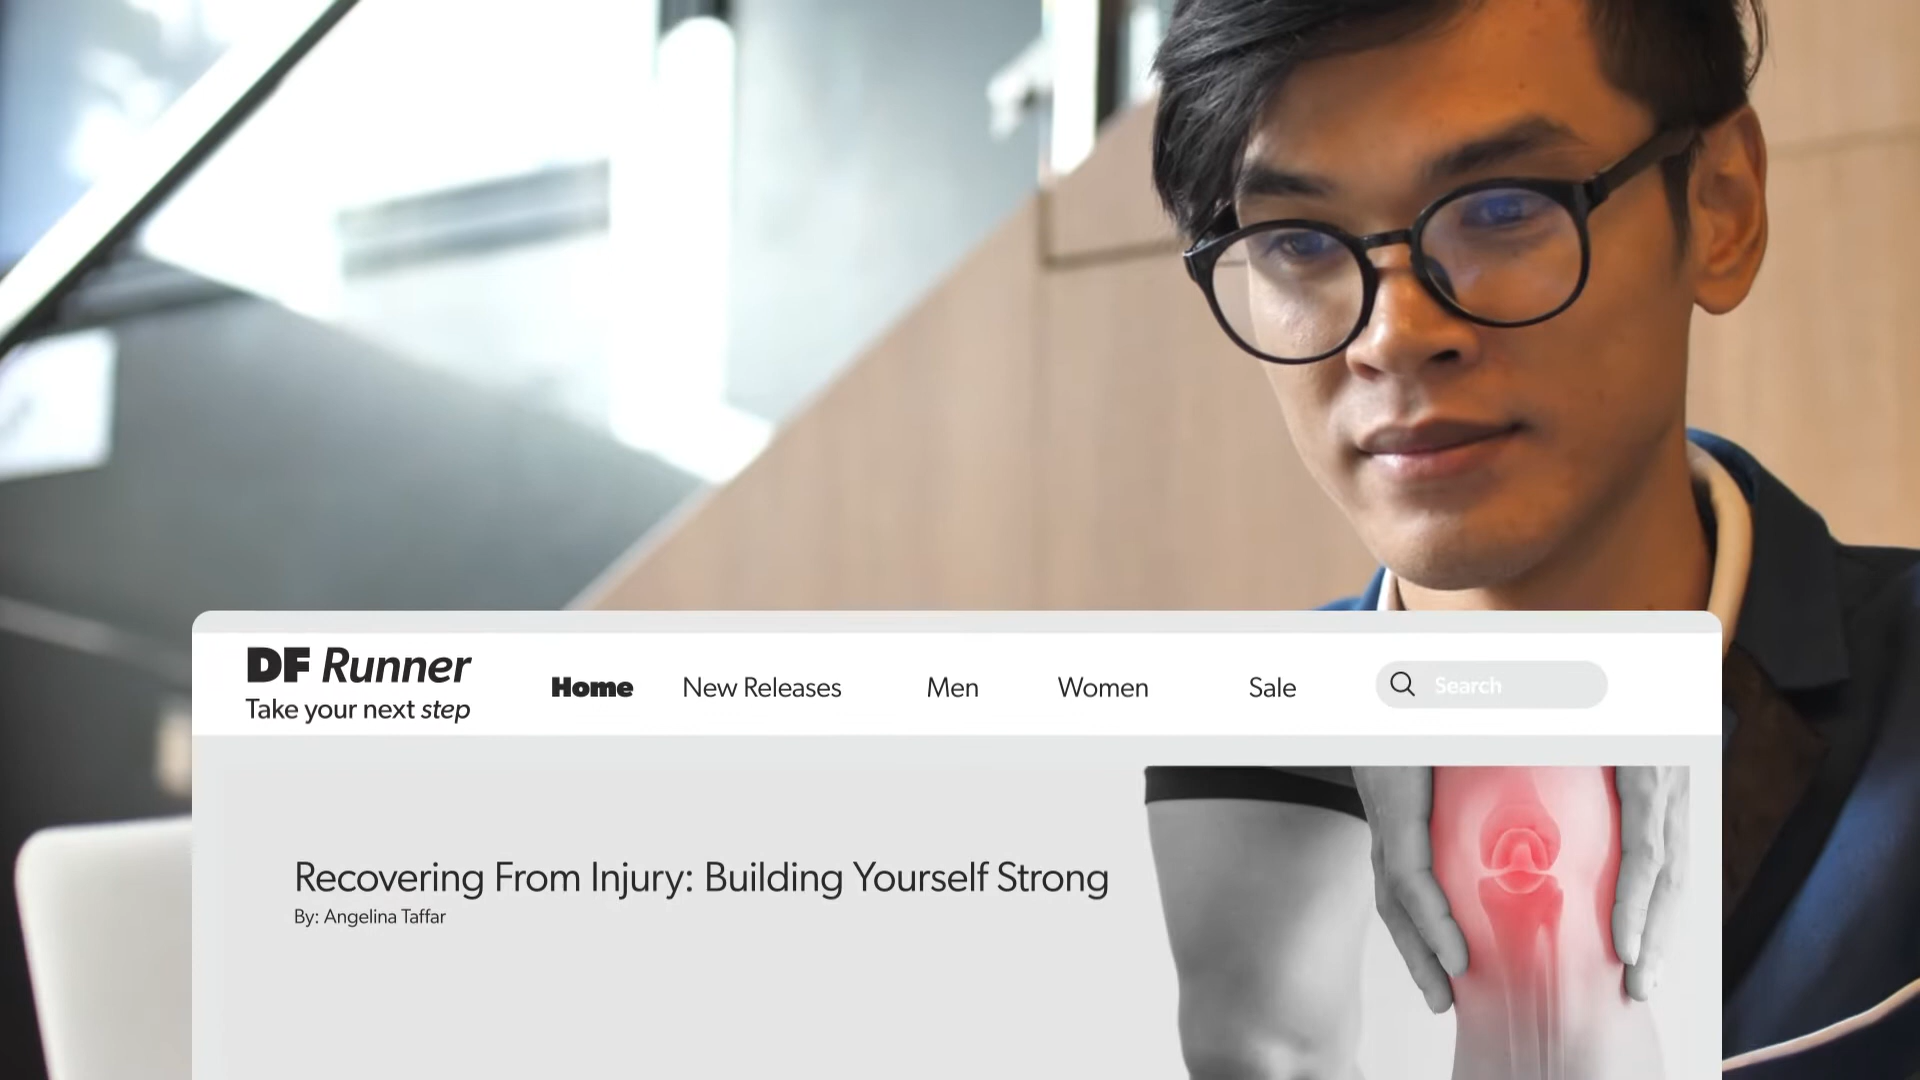 DF Runner
Take your next step
Home
New Releases
Men
Women
Sale
Search
Recovering From Injury: Building Yourself Strong
By: Angelina Taffar